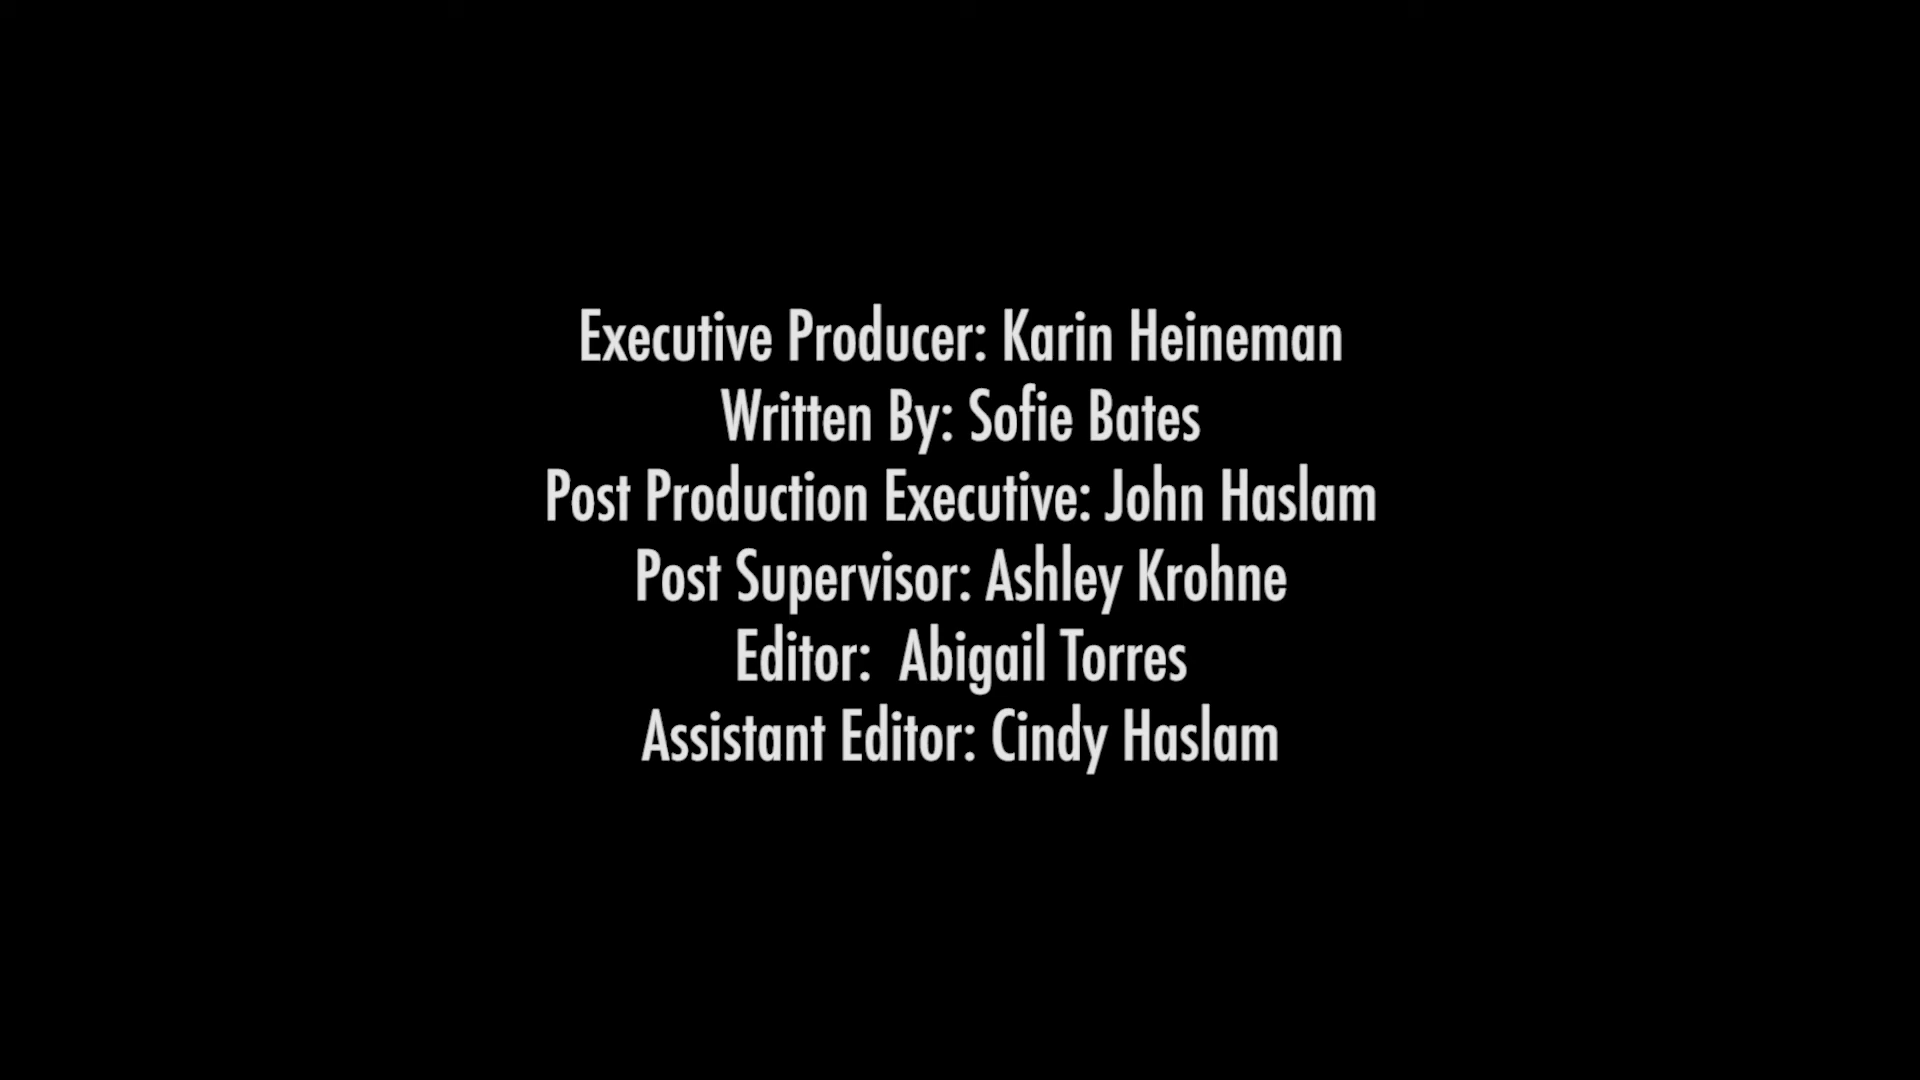 Executive Producer: Karin Heineman
Written By: Sofie Bates
Post Production Executive: John Haslam
Post Supervisor: Ashley Krohne
Editor:  Abigail Torres
Assistant Editor: Cindy Haslam